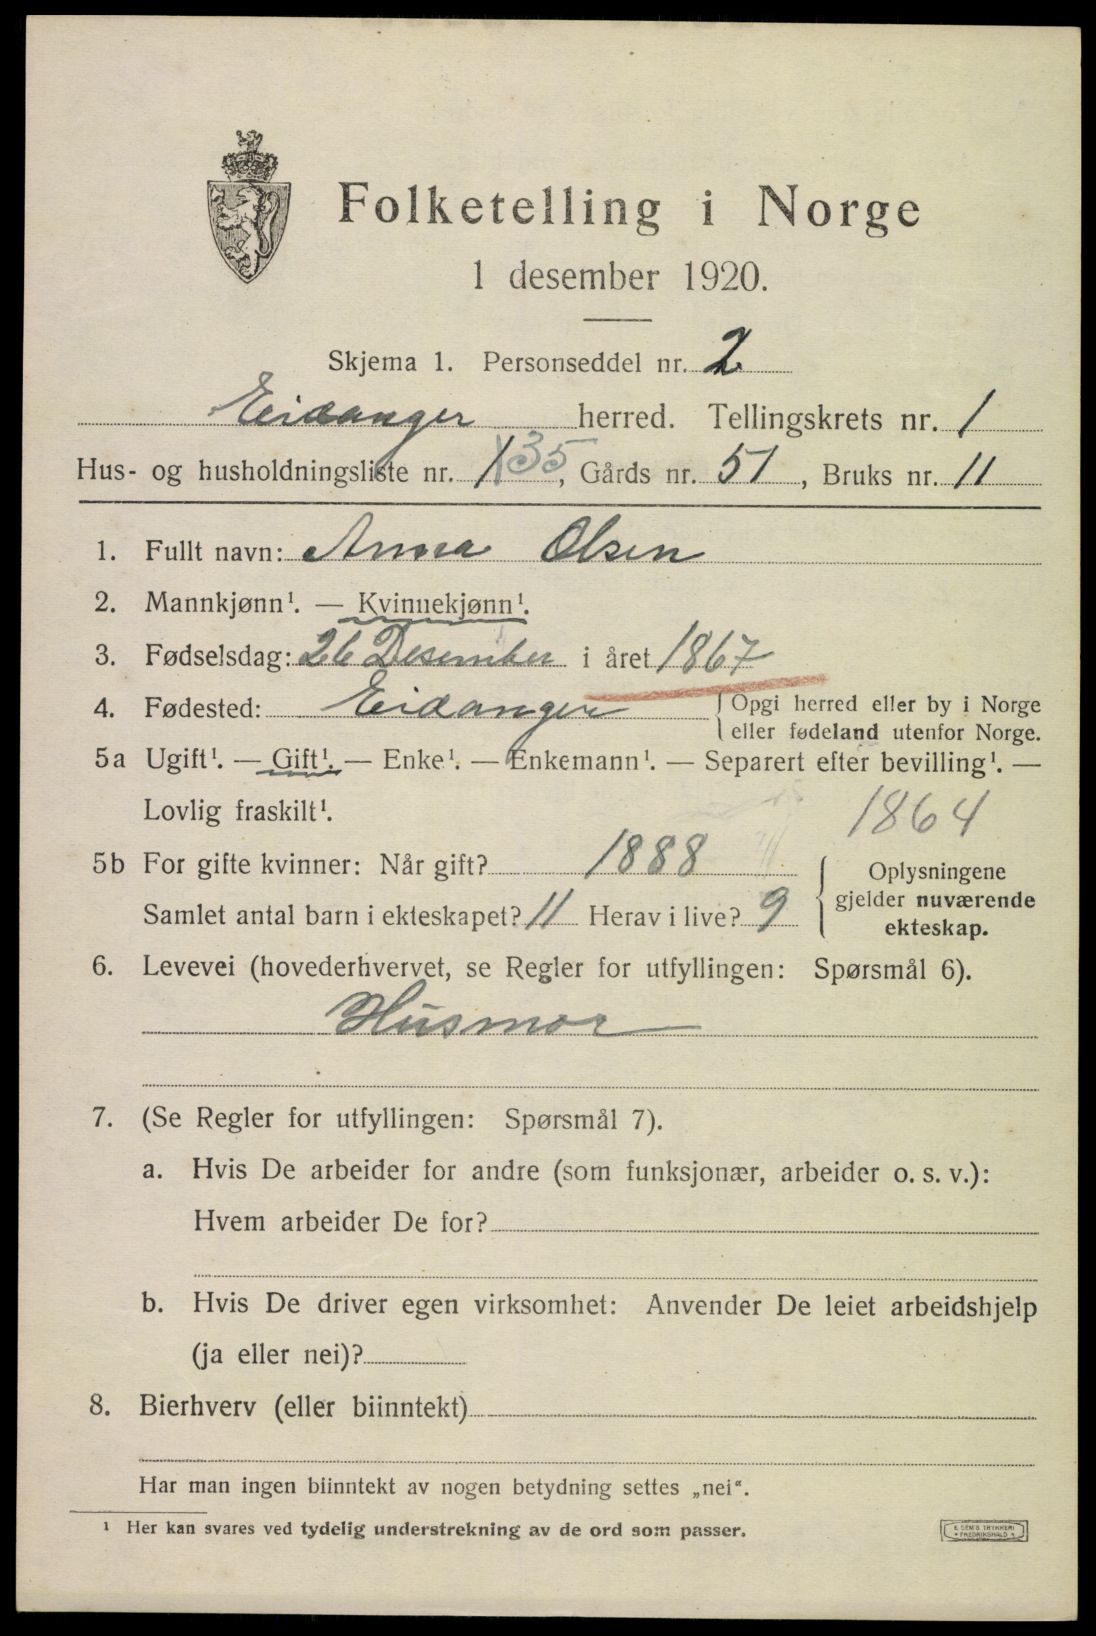 Folketelling i Norge
1 desember 1920.
Skjema 1. Personseddel nr. 2
Eidanger herred. Tellingskrets nr. 1
Hus- og husholdningsliste nr. 1 35, Gårds nr. 51, Bruks nr. 11
1. Fullt navn: Anna Olsen
2. Mannkjønn¹. — Kvinnekjønn¹.
3. Fødselsdag: 26 Desember i året 1867
4. Fødested: Eidanger { Opgi herred eller by i Norge
eller fødeland utenfor Norge.
5a Ugift¹. — Gift¹. — Enke¹. — Enkemann¹. — Separert efter bevilling¹. —
Lovlig fraskilt¹. 1864
5b For gifte kvinner: Når gift? 1888
Samlet antal barn i ekteskapet? 11 Herav i live? 9
{ Oplysningene
gjelder nuværende
ekteskap.
6. Levevei (hovederhvervet, se Regler for utfyllingen: Spørsmål 6).
Husmor
7. (Se Regler for utfyllingen: Spørsmål 7).
a. Hvis De arbeider for andre (som funksjonær, arbeider o. s. v.):
Hvem arbeider De for?
b. Hvis De driver egen virksomhet: Anvender De leiet arbeidshjelp
(ja eller nei)?
8. Bierhverv (eller biinntekt)
Har man ingen biinntekt av nogen betydning settes „nei“.
¹ Her kan svares ved tydelig understrekning av de ord som passer.
E. SEM'S TRYKKERI
FREDRIKSHALD